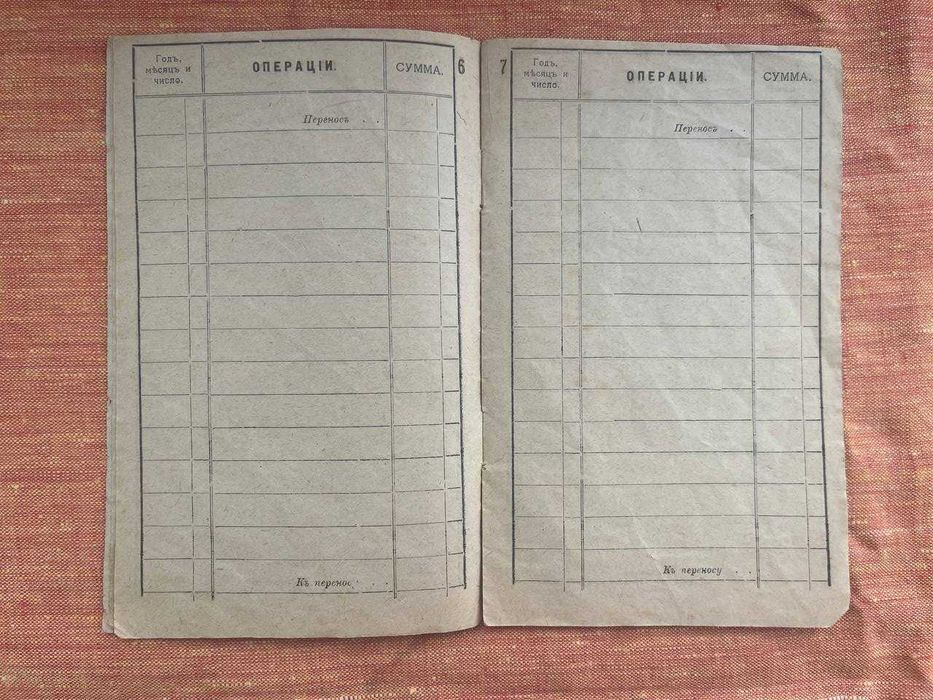 Годъ,
мѣсяцъ и
число.
ОПЕРАЦІИ.
СУММА.
6
Переносъ . .
Къ перенос . .
7
Годъ,
мѣсяцъ и
число.
ОПЕРАЦІИ.
СУММА.
Переносъ . .
Къ переносу . .